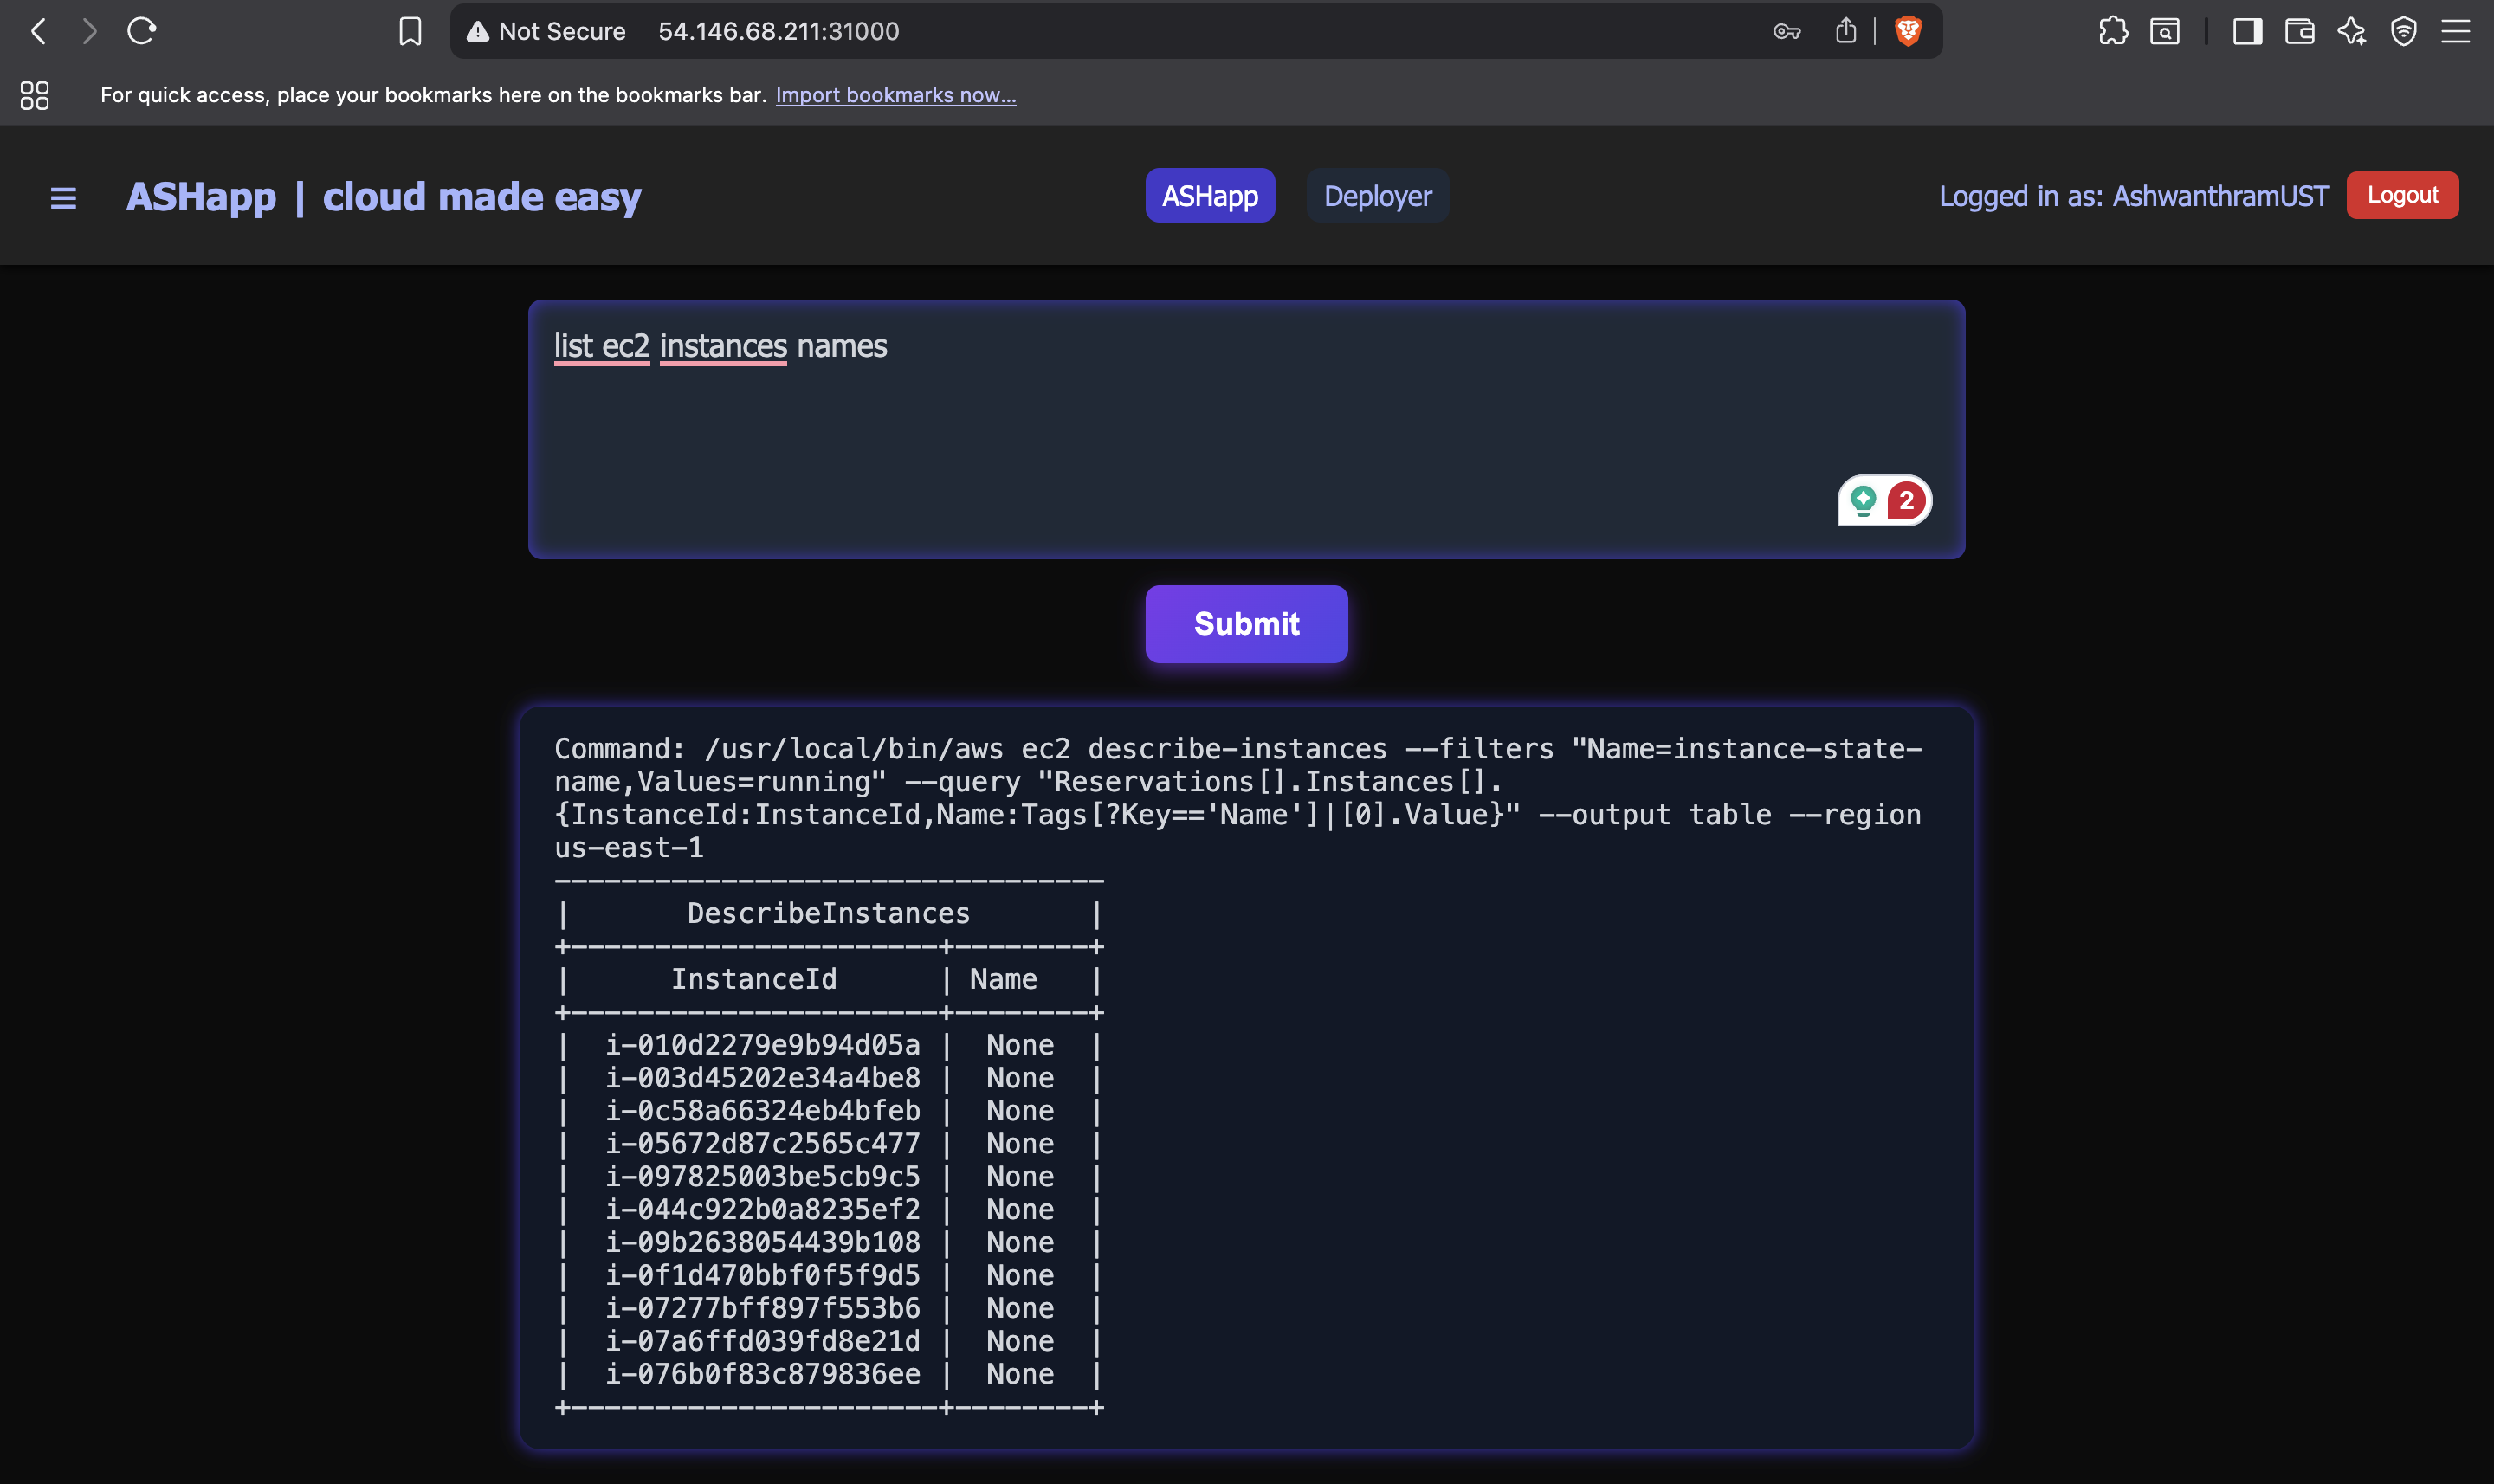 Not Secure 54.146.68.211:31000
For quick access, place your bookmarks here on the bookmarks bar. Import bookmarks now...
ASHapp | cloud made easy
ASHapp
Deployer
Logged in as: AshwanthramUST
Logout
list ec2 instances names
2
Submit
Command: /usr/local/bin/aws ec2 describe-instances --filters "Name=instance-state-
name,Values=running" --query "Reservations[].Instances[].
{InstanceId:InstanceId,Name:Tags[?Key=='Name']|[0].Value}" --output table --region
us-east-1
---------------------------------
|       DescribeInstances       |
+----------------------+--------+
|      InstanceId      | Name   |
+----------------------+--------+
|  i-010d2279e9b94d05a |  None  |
|  i-003d45202e34a4be8 |  None  |
|  i-0c58a66324eb4bfeb |  None  |
|  i-05672d87c2565c477 |  None  |
|  i-097825003be5cb9c5 |  None  |
|  i-044c922b0a8235ef2 |  None  |
|  i-09b2638054439b108 |  None  |
|  i-0f1d470bbf0f5f9d5 |  None  |
|  i-07277bff897f553b6 |  None  |
|  i-07a6ffd039fd8e21d |  None  |
|  i-076b0f83c879836ee |  None  |
+----------------------+--------+